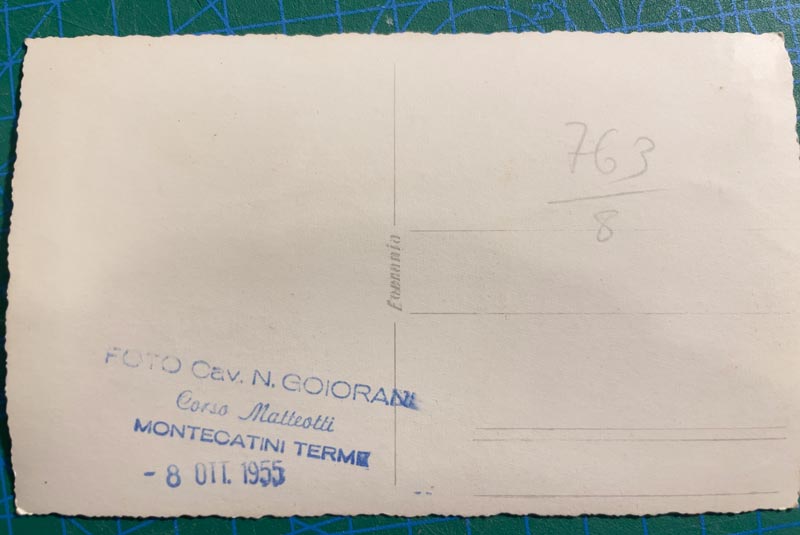 763
8
Ferrania
FOTO Cav. N. GOIORANI
Corso Matteotti
MONTECATINI TERME
- 8 OTT. 1955